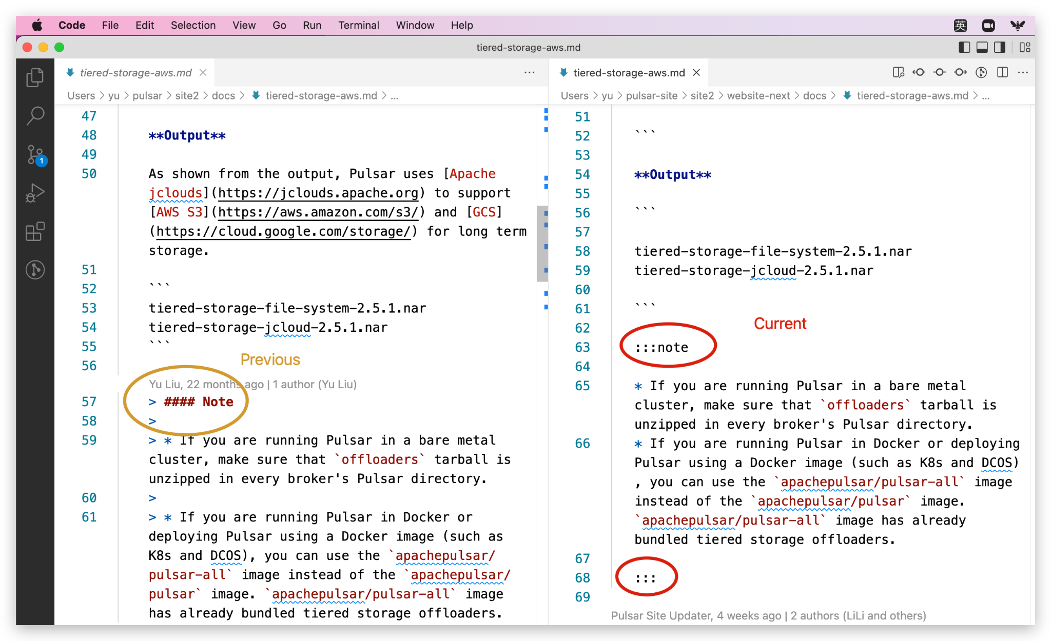 Code File Edit Selection View Go Run Terminal Window Help 英
tiered-storage-aws.md
tiered-storage-aws.md × ...
Users > yu > pulsar > site2 > docs > tiered-storage-aws.md > ...
47
48 **Output**
49
50 As shown from the output, Pulsar uses [Apache
jclouds](https://jclouds.apache.org) to support
[AWS S3](https://aws.amazon.com/s3/) and [GCS]
(https://cloud.google.com/storage/) for long term
storage.
51
52 ```
53 tiered-storage-file-system-2.5.1.nar
54 tiered-storage-jcloud-2.5.1.nar
55 ```
56
Previous
Yu Liu, 22 months ago | 1 author (Yu Liu)
57 > #### Note
58 >
59 > * If you are running Pulsar in a bare metal
cluster, make sure that `offloaders` tarball is
unzipped in every broker's Pulsar directory.
60 >
61 > * If you are running Pulsar in Docker or
deploying Pulsar using a Docker image (such as
K8s and DCOS), you can use the `apachepulsar/
pulsar-all` image instead of the `apachepulsar/
pulsar` image. `apachepulsar/pulsar-all` image
has already bundled tiered storage offloaders.
1
tiered-storage-aws.md × ...
Users > yu > pulsar-site > site2 > website-next > docs > tiered-storage-aws.md > ...
51
52 ```
53
54 **Output**
55
56 ```
57
58 tiered-storage-file-system-2.5.1.nar
59 tiered-storage-jcloud-2.5.1.nar
60
61 ```
62
Current
63 :::note
64
65 * If you are running Pulsar in a bare metal
cluster, make sure that `offloaders` tarball is
unzipped in every broker's Pulsar directory.
66 * If you are running Pulsar in Docker or deploying
Pulsar using a Docker image (such as K8s and DCOS)
, you can use the `apachepulsar/pulsar-all` image
instead of the `apachepulsar/pulsar` image.
`apachepulsar/pulsar-all` image has already
bundled tiered storage offloaders.
67
68 :::
69
Pulsar Site Updater, 4 weeks ago | 2 authors (LiLi and others)